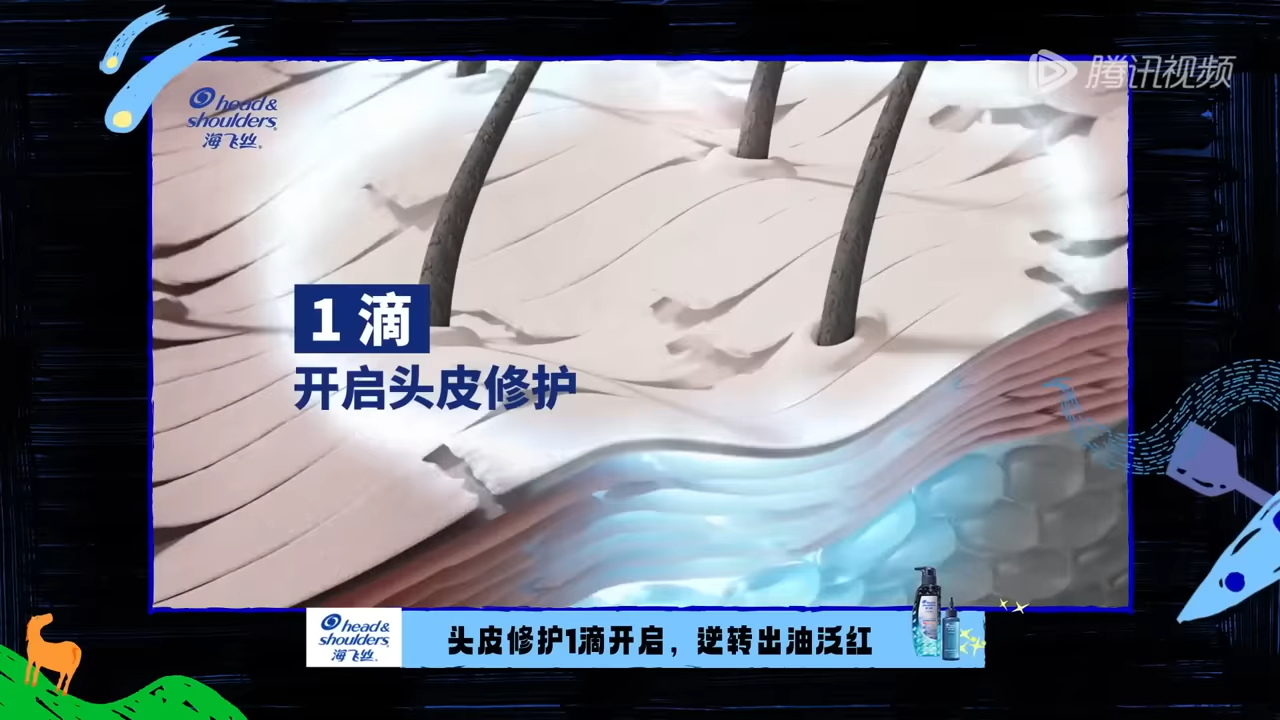 腾讯视频
head &
shoulders
海飞丝
1 滴
开启头皮修护
head &
shoulders
海飞丝
头皮修护1滴开启，逆转出油泛红